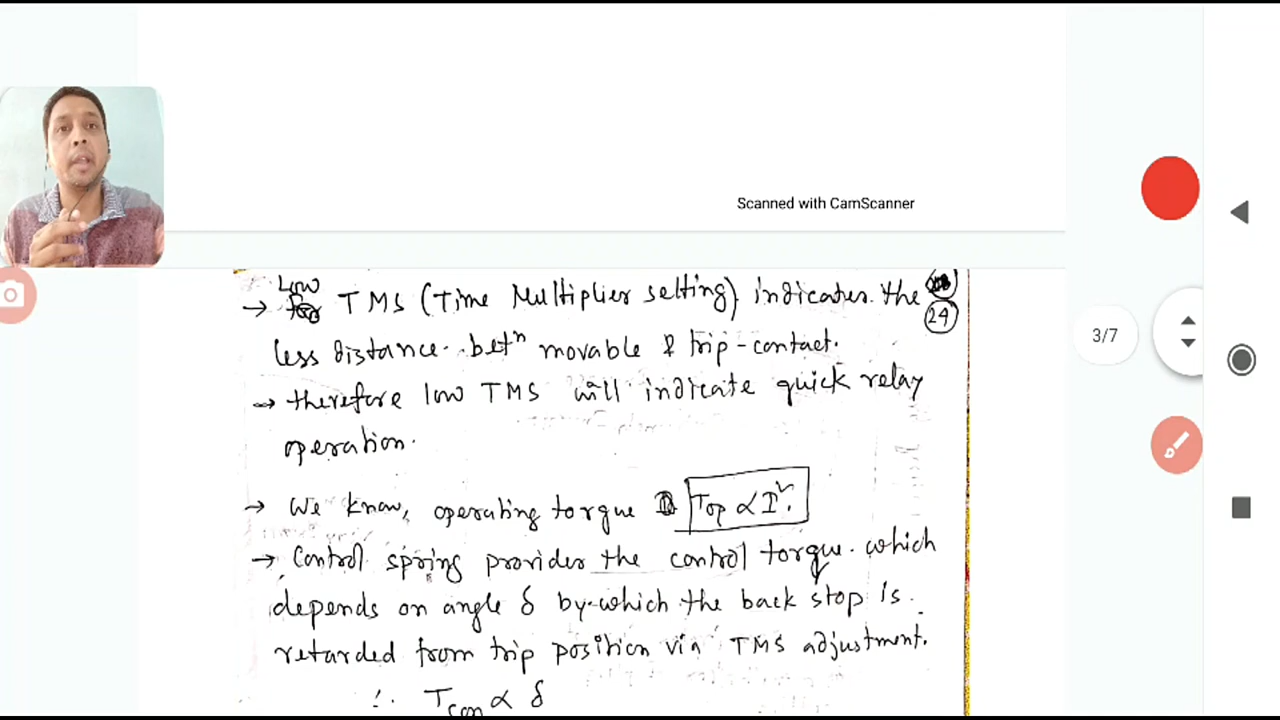 Scanned with CamScanner
Low
→ TMS (Time Multiplier setting) indicates the
24
less distance betⁿ movable & trip-contact.
→ therefore low TMS will indicate quick relay
3/7
operation.
→ We know, operating torque Top ∝ I².
→ Control spring provides the control torque which
depends on angle δ by which the back stop is
retarded from trip position via TMS adjustment.
∴ Tcon ∝ δ